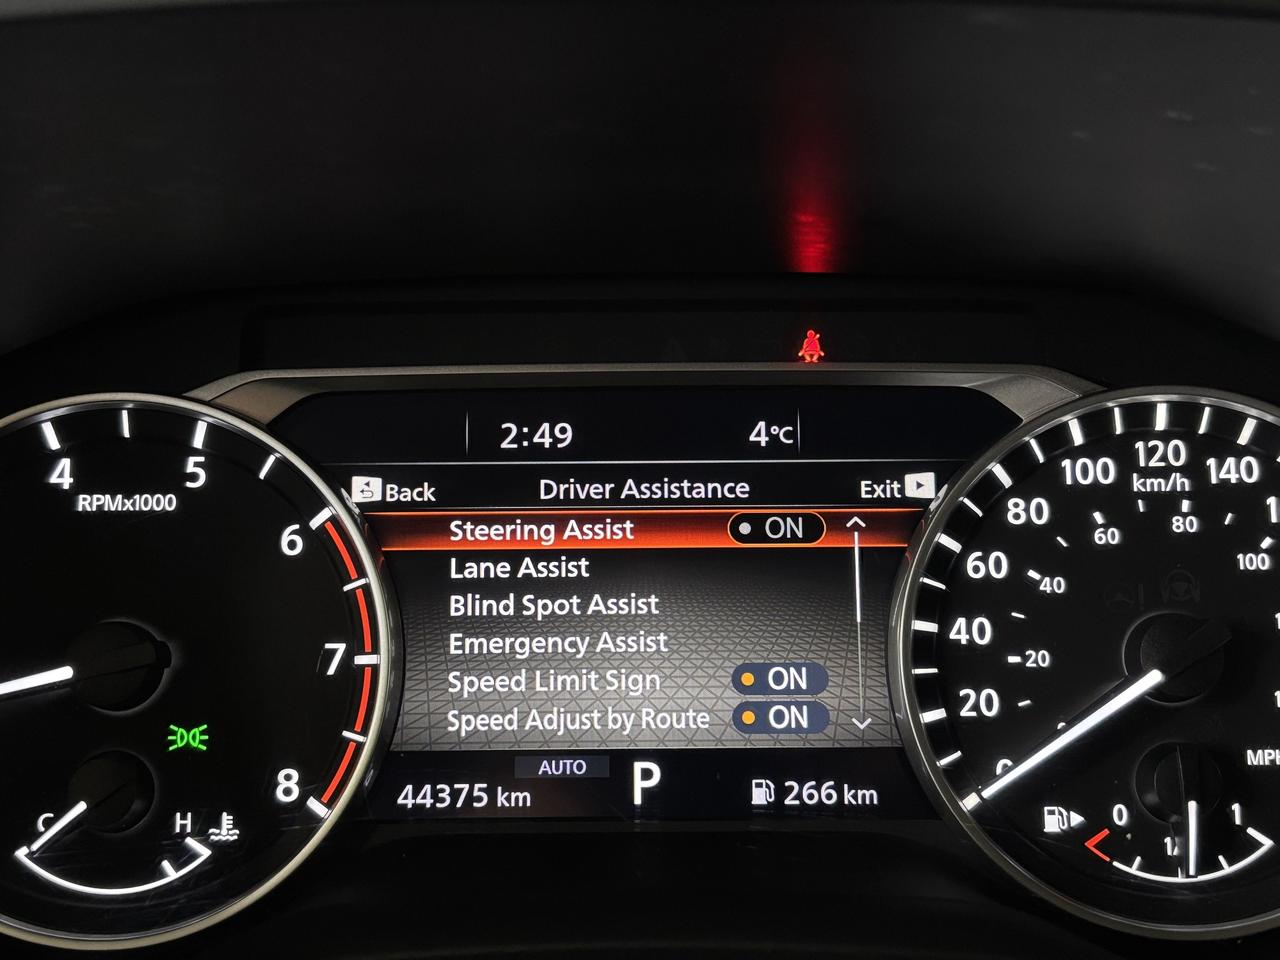 2:49 4°C
Back Driver Assistance Exit
Steering Assist ON
Lane Assist
Blind Spot Assist
Emergency Assist
Speed Limit Sign ON
Speed Adjust by Route ON
AUTO
44375 km P 266 km
4 5 6 7 8
RPMx1000
C H
0 20 40 60 80 100 120 140
km/h
20 40 60 80 100
MPH
0 1